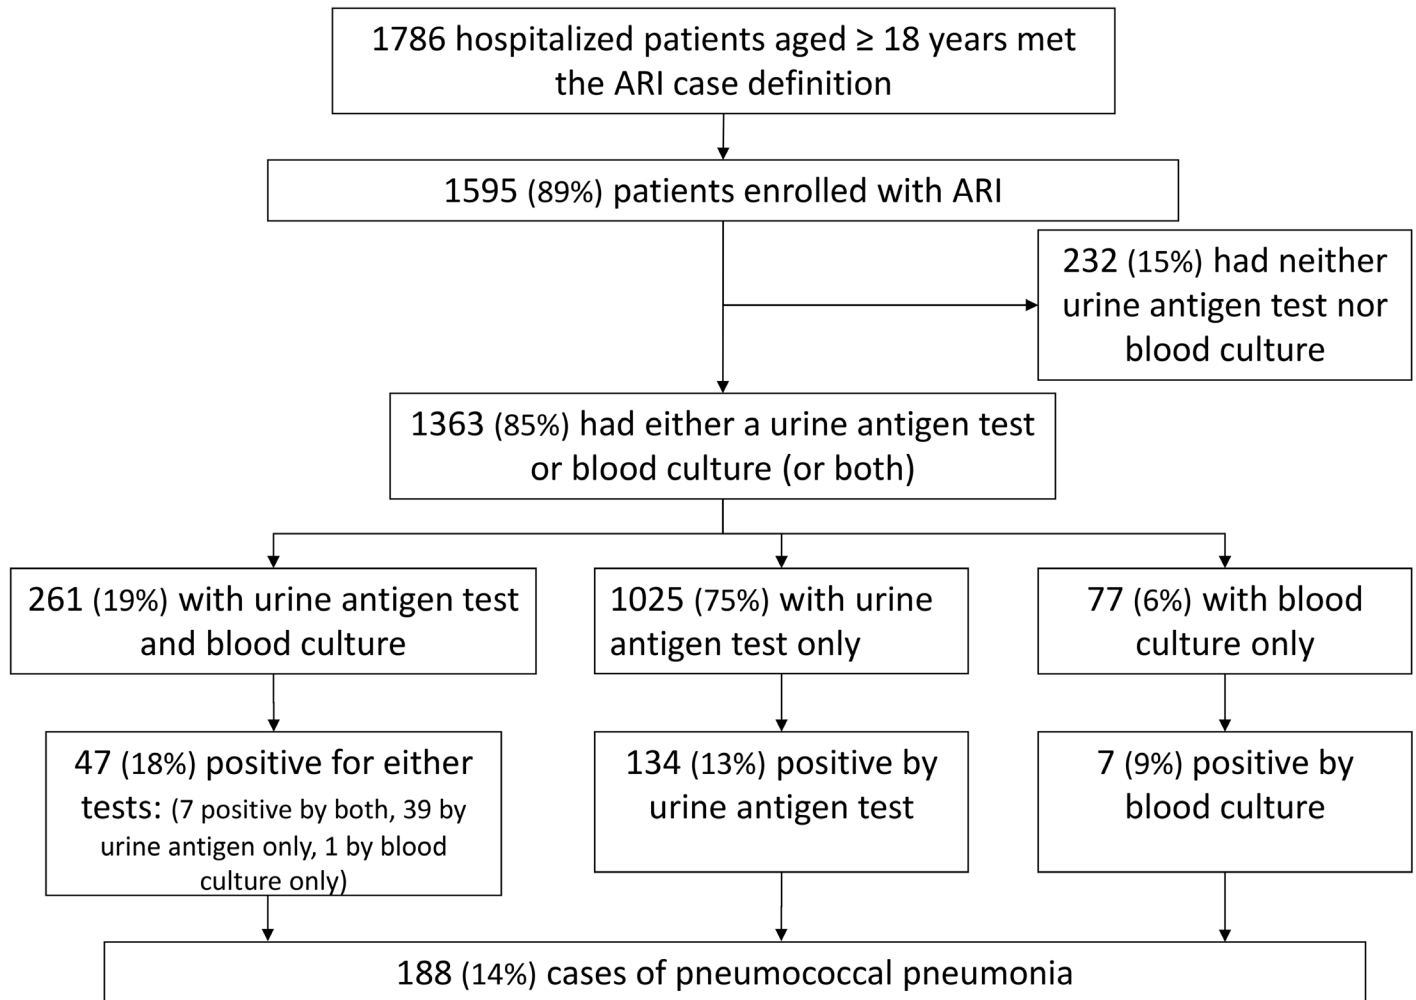 1786 hospitalized patients aged ≥ 18 years met
the ARI case definition
1595 (89%) patients enrolled with ARI
232 (15%) had neither
urine antigen test nor
blood culture
1363 (85%) had either a urine antigen test
or blood culture (or both)
261 (19%) with urine antigen test
and blood culture
1025 (75%) with urine
antigen test only
77 (6%) with blood
culture only
47 (18%) positive for either
tests: (7 positive by both, 39 by
urine antigen only, 1 by blood
culture only)
134 (13%) positive by
urine antigen test
7 (9%) positive by
blood culture
188 (14%) cases of pneumococcal pneumonia